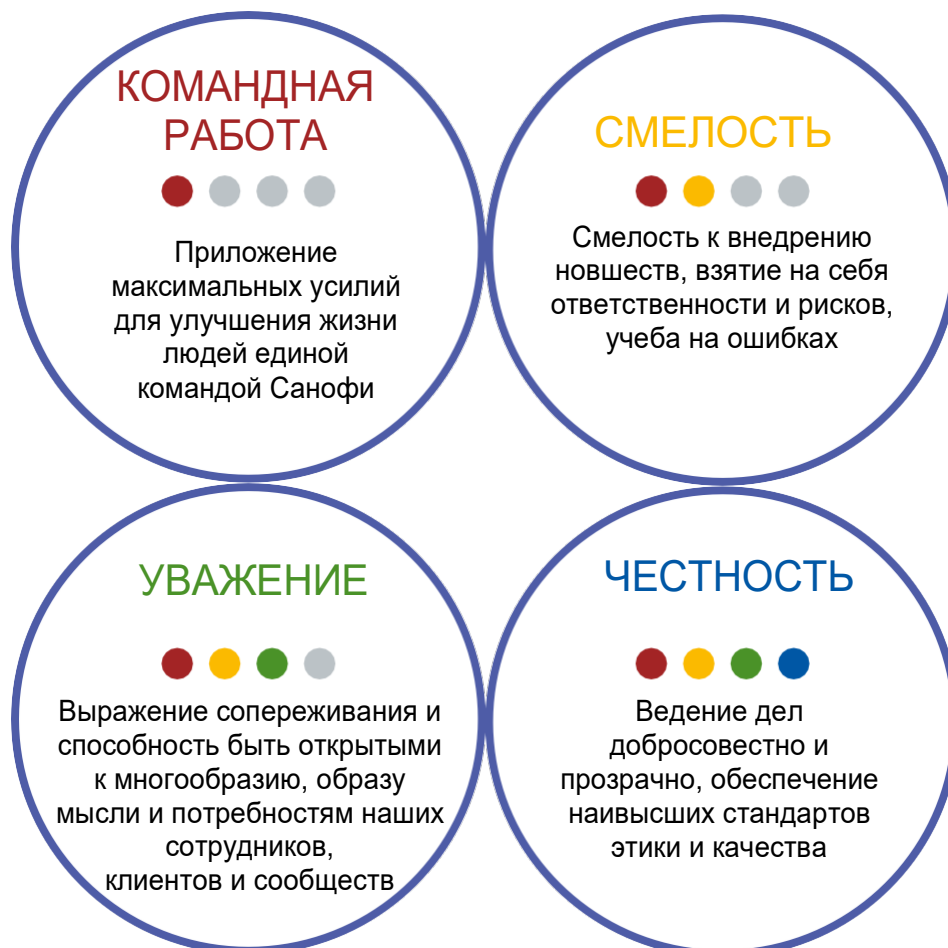 КОМАНДНАЯ
РАБОТА
Приложение
максимальных усилий
для улучшения жизни
людей единой
командой Санофи
СМЕЛОСТЬ
Смелость к внедрению
новшеств, взятие на себя
ответственности и рисков,
учеба на ошибках
УВАЖЕНИЕ
Выражение сопереживания и
способность быть открытыми
к многообразию, образу
мысли и потребностям наших
сотрудников,
клиентов и сообществ
ЧЕСТНОСТЬ
Ведение дел
добросовестно и
прозрачно, обеспечение
наивысших стандартов
этики и качества